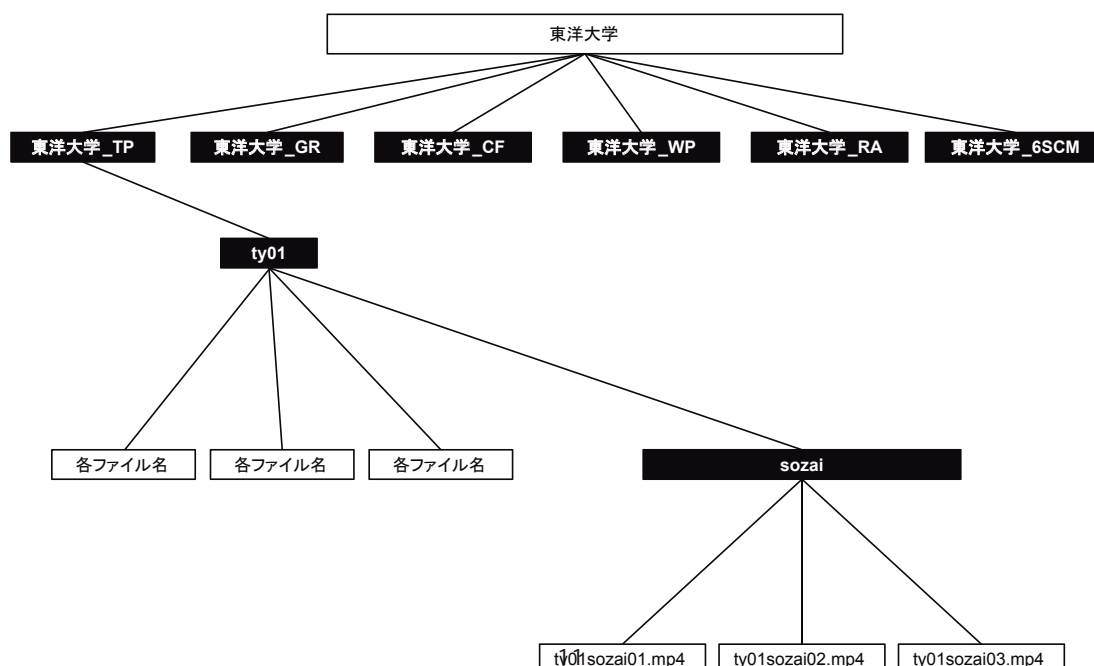 東洋大学
東洋大学_TP
東洋大学_GR
東洋大学_CF
東洋大学_WP
東洋大学_RA
東洋大学_6SCM
ty01
各ファイル名
各ファイル名
各ファイル名
sozai
ty01sozai01.mp4
ty01sozai02.mp4
ty01sozai03.mp4
11